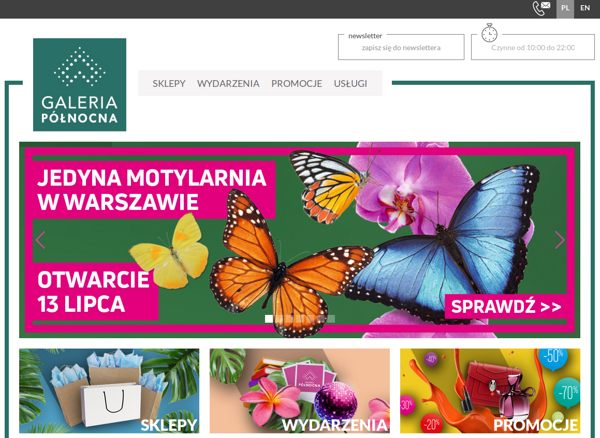 PL EN
newsletter
zapisz się do newslettera
Czynne od 10:00 do 22:00
GALERIA
PÓŁNOCNA
SKLEPY WYDARZENIA PROMOCJE USŁUGI
JEDYNA MOTYLARNIA
W WARSZAWIE
OTWARCIE
13 LIPCA
SPRAWDŹ >>
SKLEPY
GALERIA
PÓŁNOCNA
WYDARZENIA
-40%
-50%
-70%
-30%
-20%
PROMOCJE